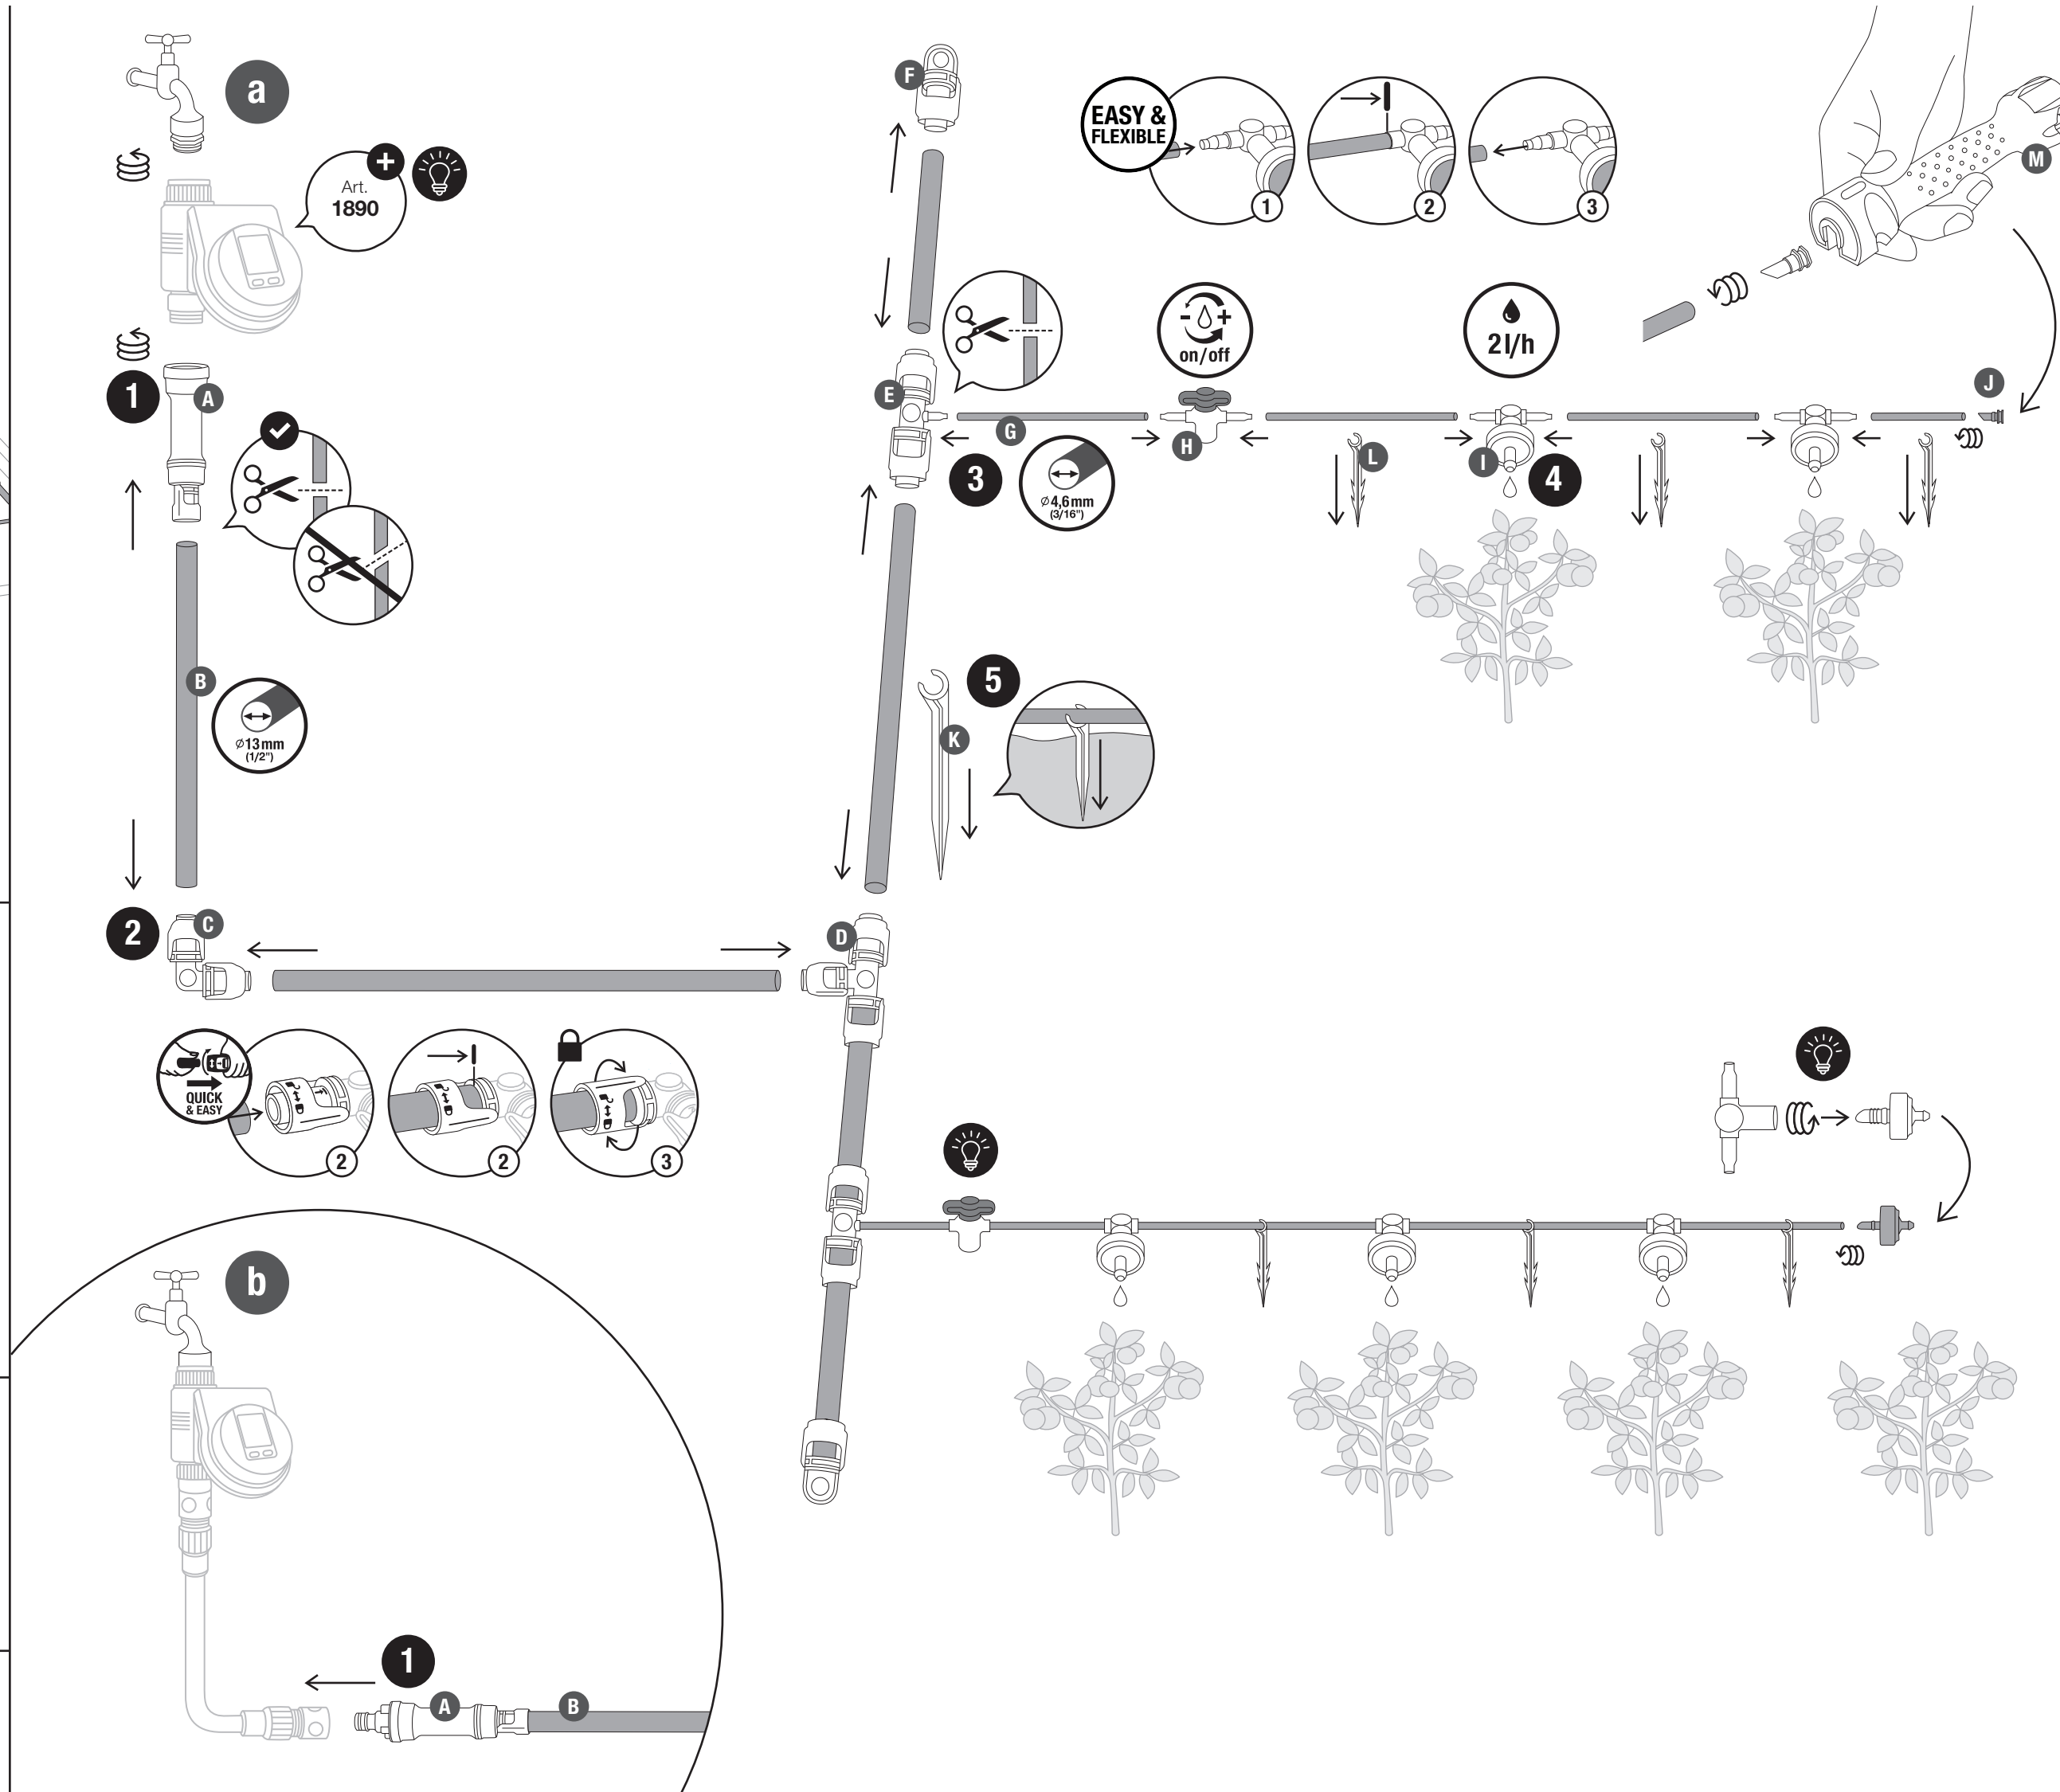 a
Art.
1890
+
1
A
B
Ø13mm
(1/2")
2
C
QUICK
& EASY
2
2
3
F
EASY &
FLEXIBLE
1
2
3
M
- +
on/off
2 l/h
E
G
H
L
I
J
3
Ø4,6mm
(3/16")
4
5
K
D
b
1
A
B